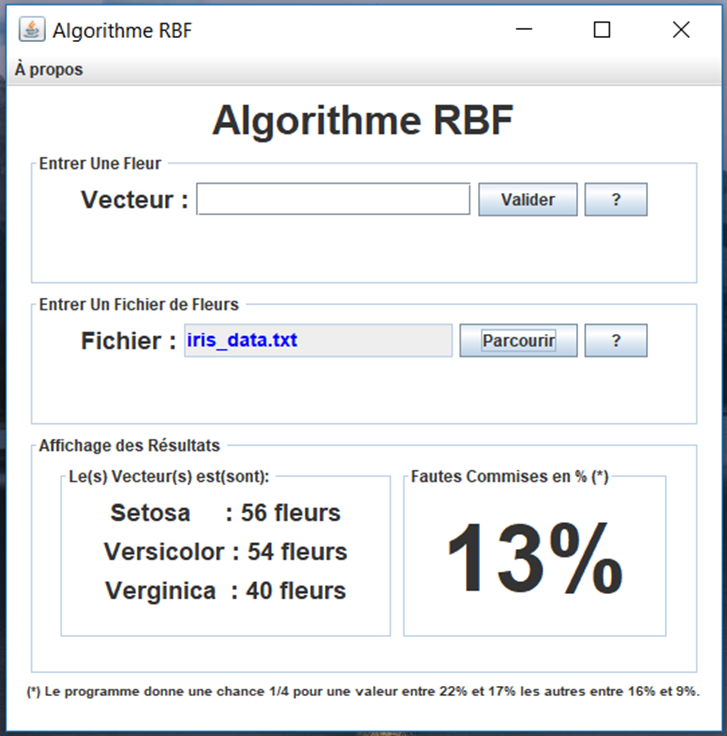 Algorithme RBF
À propos
Algorithme RBF
Entrer Une Fleur
Vecteur : Valider ?
Entrer Un Fichier de Fleurs
Fichier : iris_data.txt Parcourir ?
Affichage des Résultats
Le(s) Vecteur(s) est(sont):
Setosa : 56 fleurs
Versicolor : 54 fleurs
Verginica : 40 fleurs
Fautes Commises en % (*)
13%
(*) Le programme donne une chance 1/4 pour une valeur entre 22% et 17% les autres entre 16% et 9%.